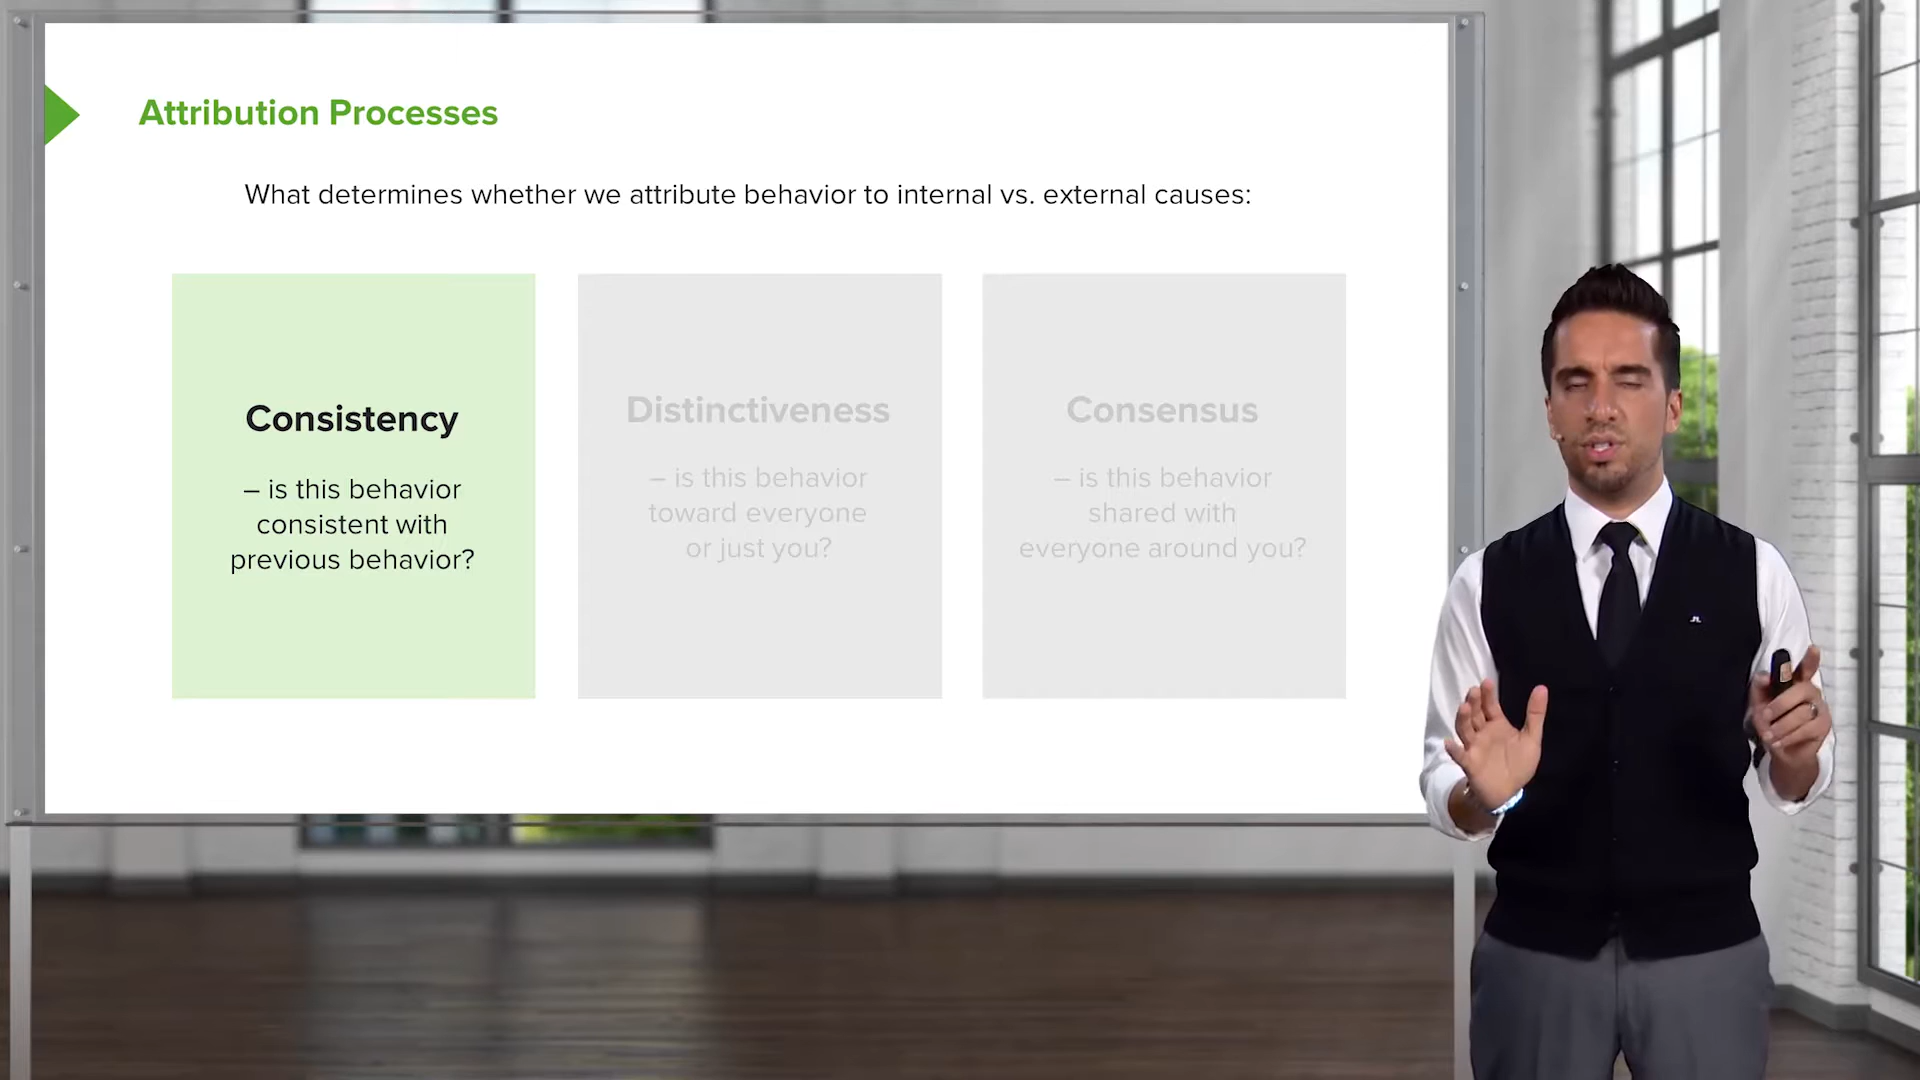 Attribution Processes
What determines whether we attribute behavior to internal vs. external causes:
Consistency
– is this behavior
consistent with
previous behavior?
Distinctiveness
– is this behavior
toward everyone
or just you?
Consensus
– is this behavior
shared with
everyone around you?